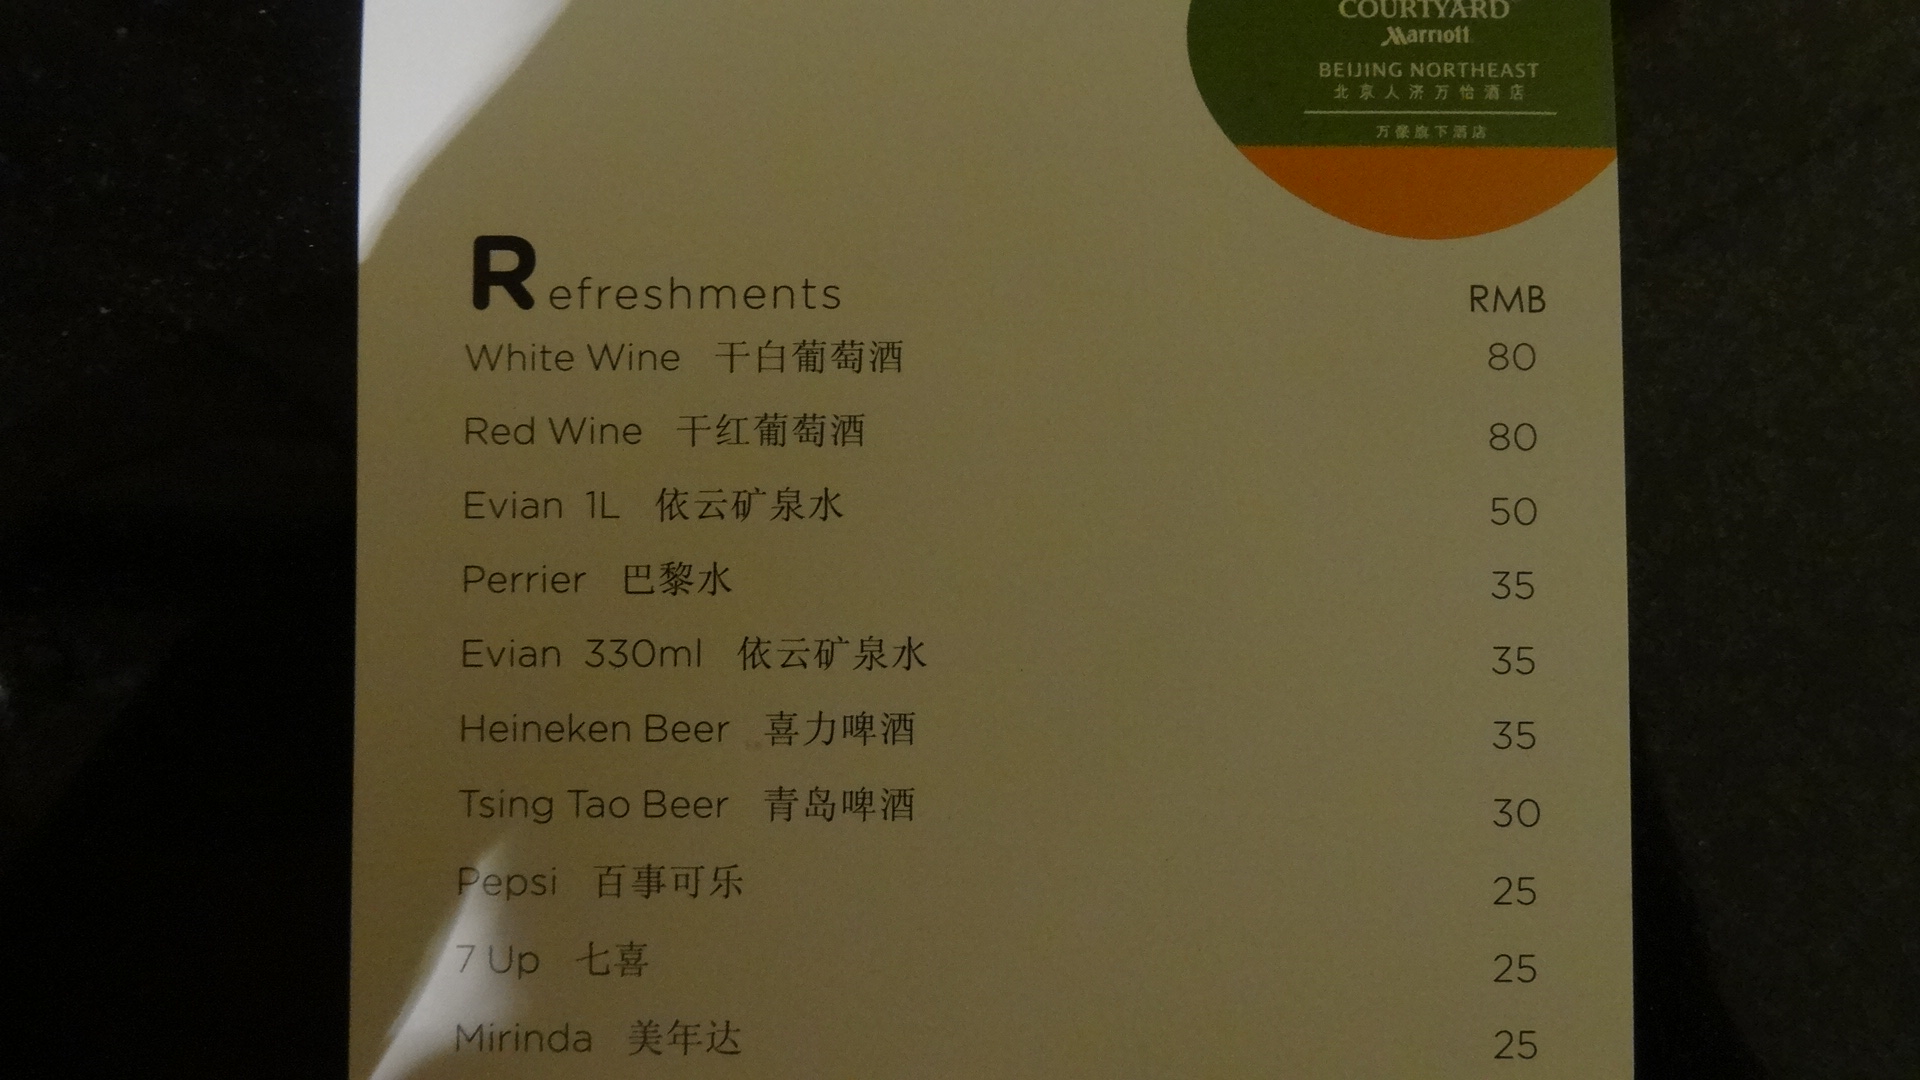 COURTYARD
Marriott
BEIJING NORTHEAST
北京人济万怡酒店
万豪旗下酒店
Refreshments RMB
White Wine 干白葡萄酒 80
Red Wine 干红葡萄酒 80
Evian 1L 依云矿泉水 50
Perrier 巴黎水 35
Evian 330ml 依云矿泉水 35
Heineken Beer 喜力啤酒 35
Tsing Tao Beer 青岛啤酒 30
Pepsi 百事可乐 25
7 Up 七喜 25
Mirinda 美年达 25